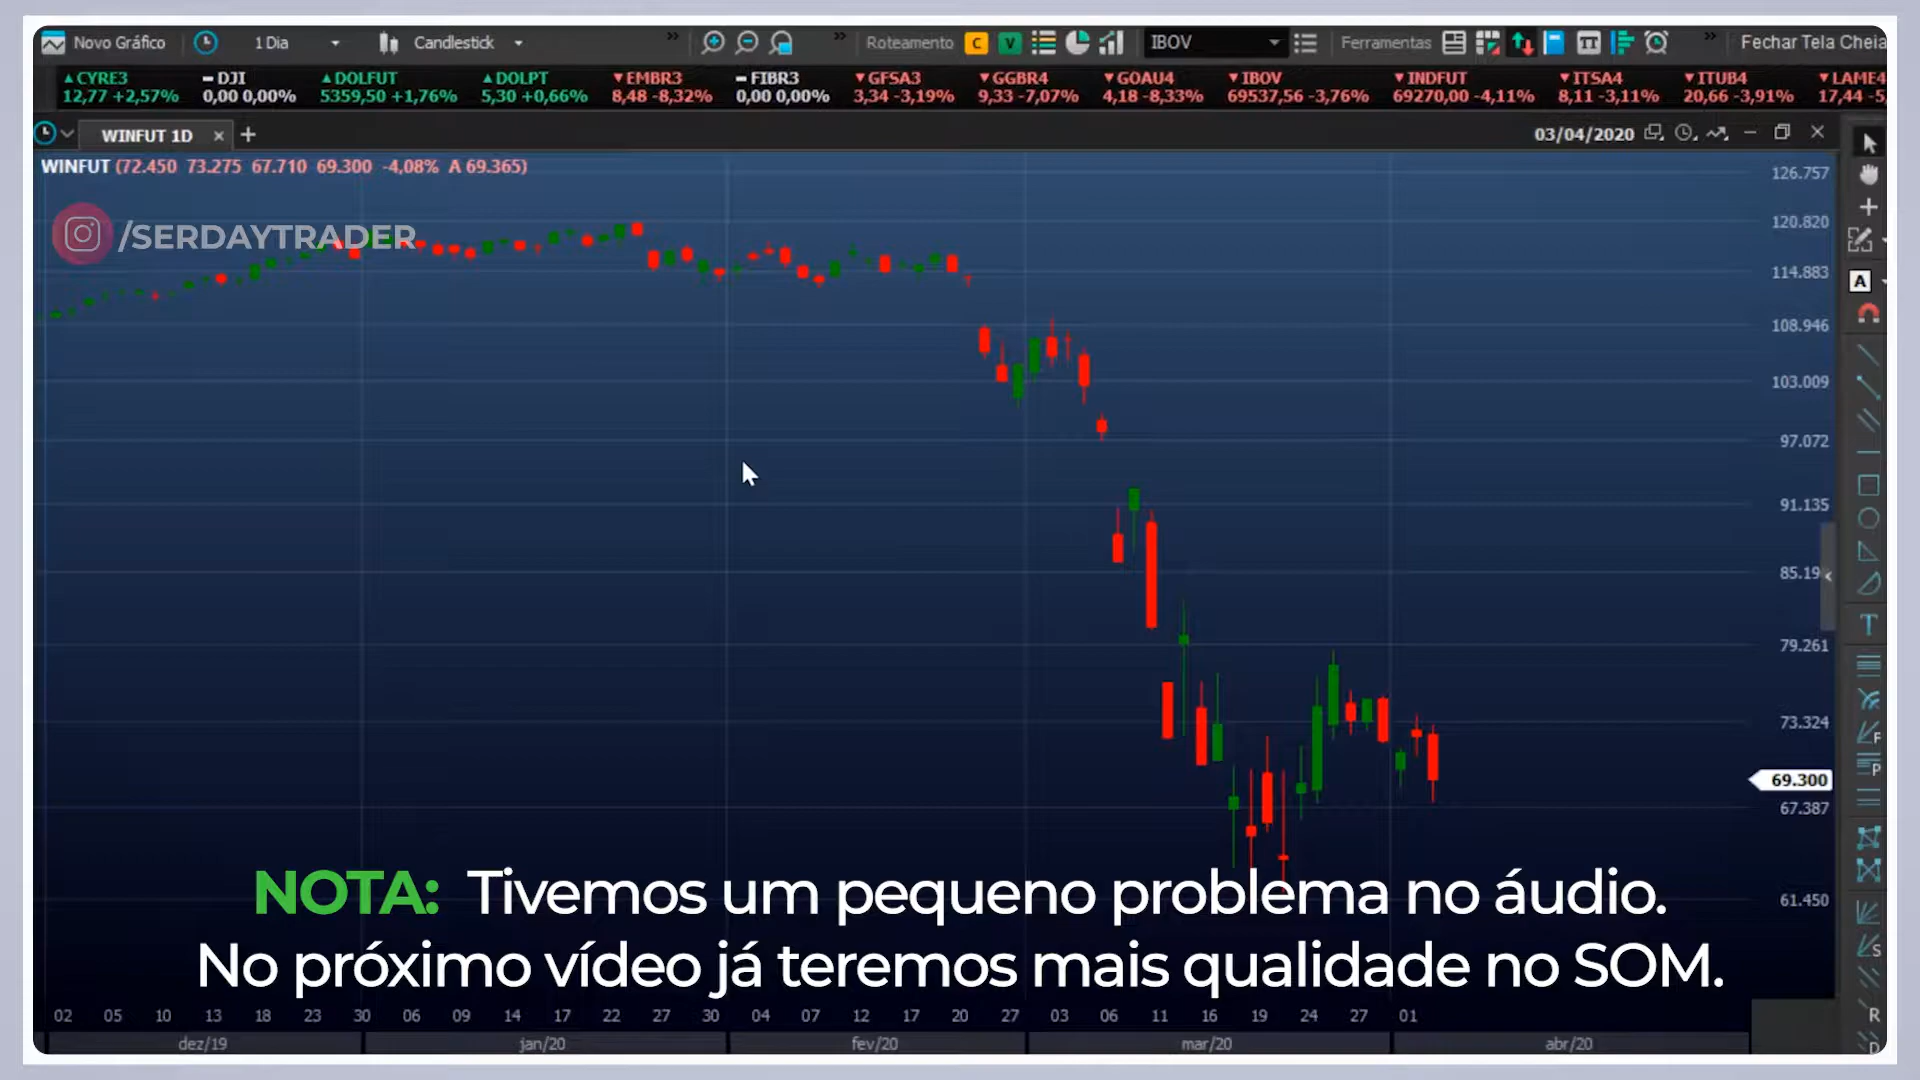 Novo Gráfico 1 Dia Candlestick » » Roteamento C V IBOV Ferramentas » Fechar Tela Cheia
CYRE3 DJI DOLFUT DOLPT EMBR3 FIBR3 GFSA3 GGBR4 GOAU4 IBOV INDFUT ITSA4 ITUB4 LAME4
12,77 +2,57% 0,00 0,00% 5359,50 +1,76% 5,30 +0,66% 8,48 -8,32% 0,00 0,00% 3,34 -3,19% 9,33 -7,07% 4,18 -8,33% 69537,56 -3,76% 69270,00 -4,11% 8,11 -3,11% 20,66 -3,91% 17,44 -5,
WINFUT 1D × + 03/04/2020
WINFUT (72.450 73.275 67.710 69.300 -4,08% A 69.365)
/SERDAYTRADER
126.757
120.820
114.883
A
108.946
103.009
97.072
91.135
85.19
T
79.261
73.324
F
P
69.300
67.387
61.450
NOTA: Tivemos um pequeno problema no áudio.
No próximo vídeo já teremos mais qualidade no SOM.
S
R
D
02 05 10 13 18 23 30 06 09 14 17 22 27 30 04 07 12 17 20 27 03 06 11 16 19 24 27 01
dez/19 jan/20 fev/20 mar/20 abr/20